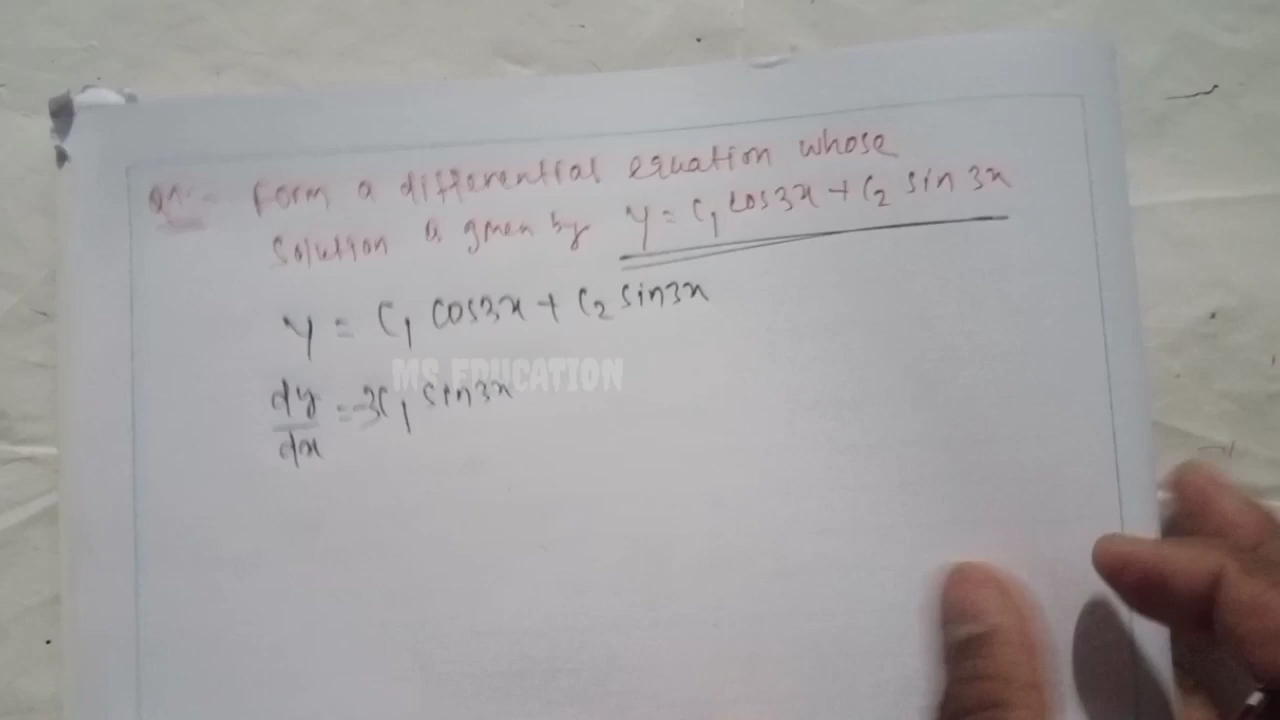 Qn:- Form a differential equation whose
Solution is given by y = C₁ cos3x + C₂ sin 3x
y = C₁ cos3x + C₂ sin3x
MS EDUCATION
dy/dx = -3C₁ sin3x